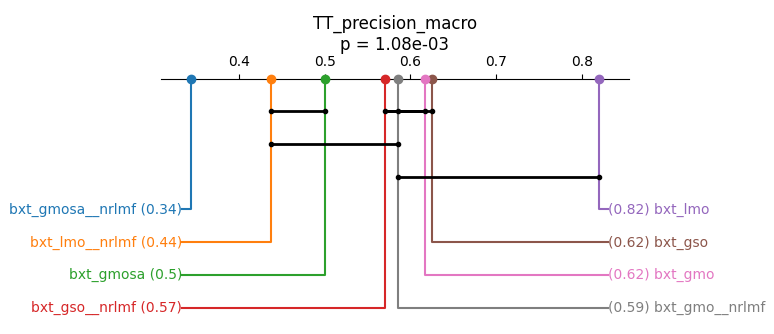 TT_precision_macro
p = 1.08e-03
0.4 0.5 0.6 0.7 0.8
bxt_gmosa__nrlmf (0.34) (0.82) bxt_lmo
bxt_lmo__nrlmf (0.44) (0.62) bxt_gso
bxt_gmosa (0.5) (0.62) bxt_gmo
bxt_gso__nrlmf (0.57) (0.59) bxt_gmo__nrlmf